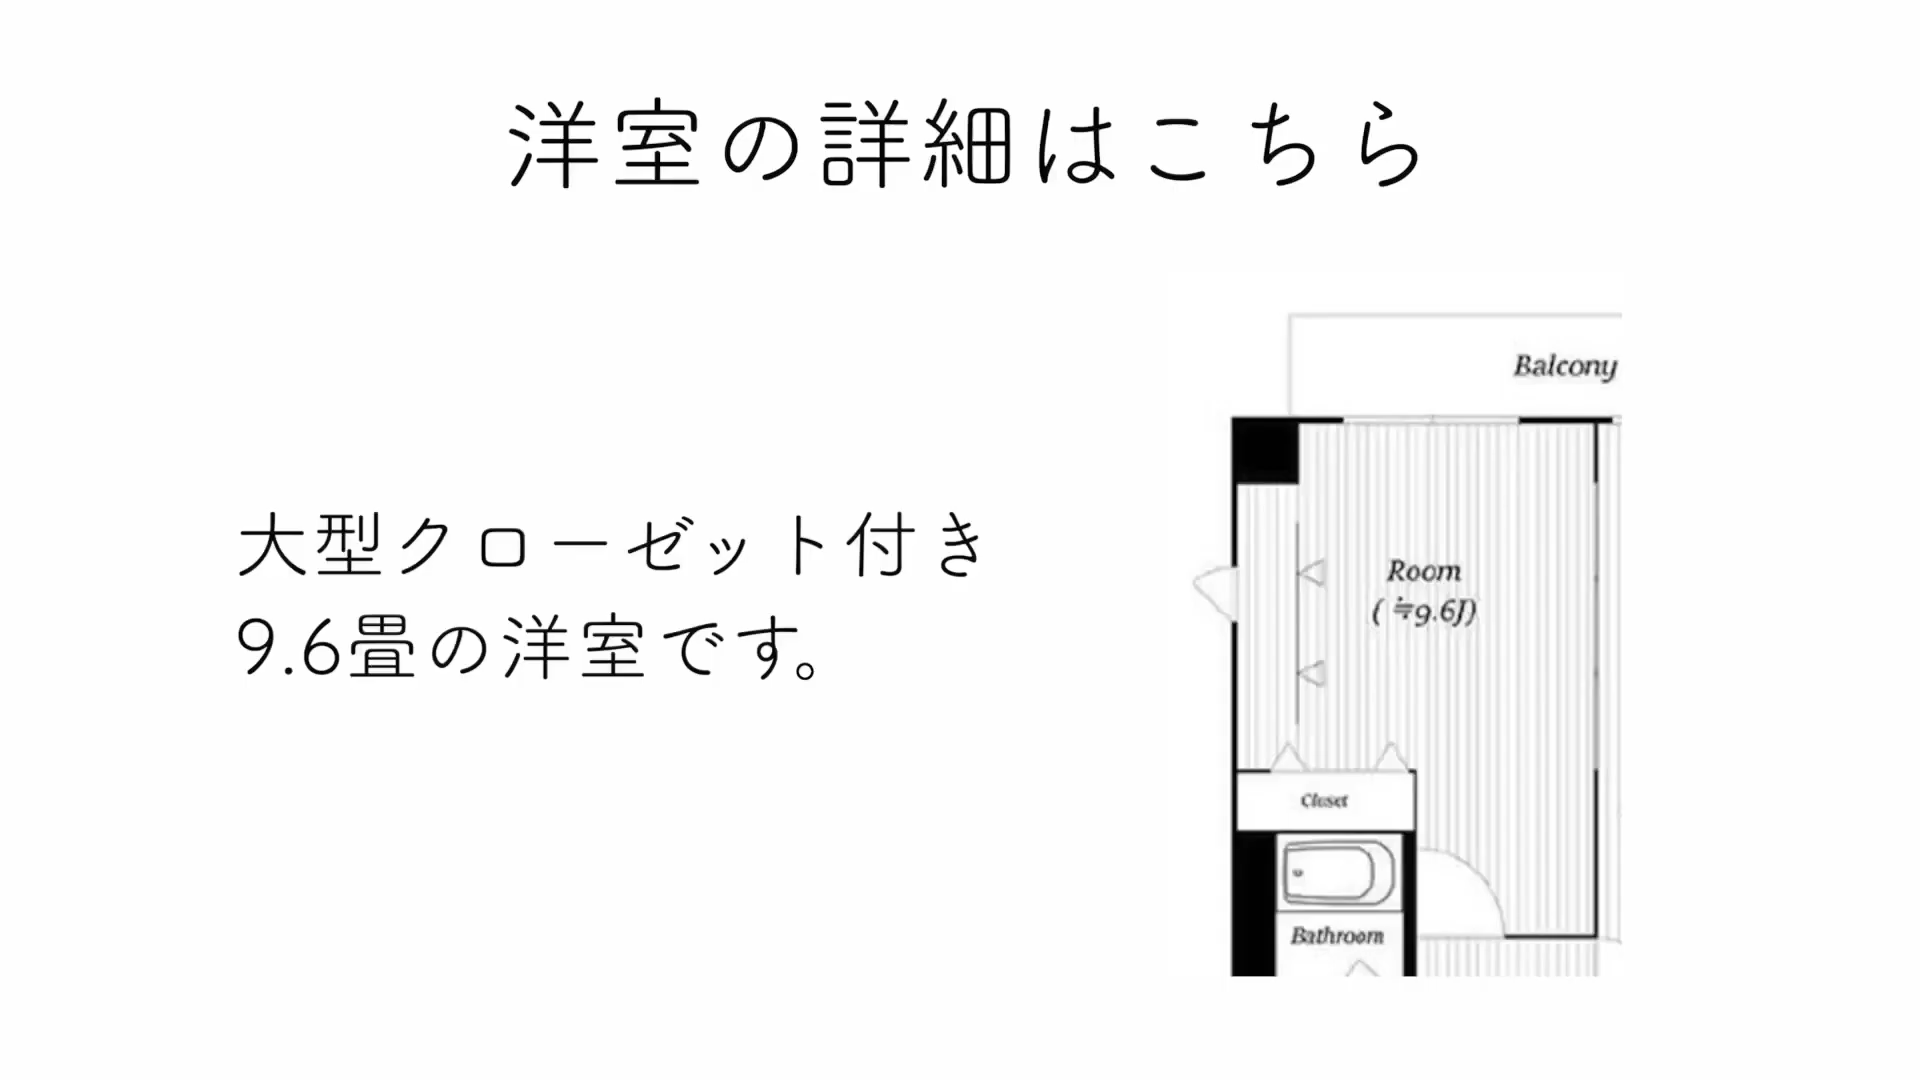 洋室の詳細はこちら
大型クローゼット付き
9.6畳の洋室です。
Balcony
Room
(≒9.6J)
Closet
Bathroom